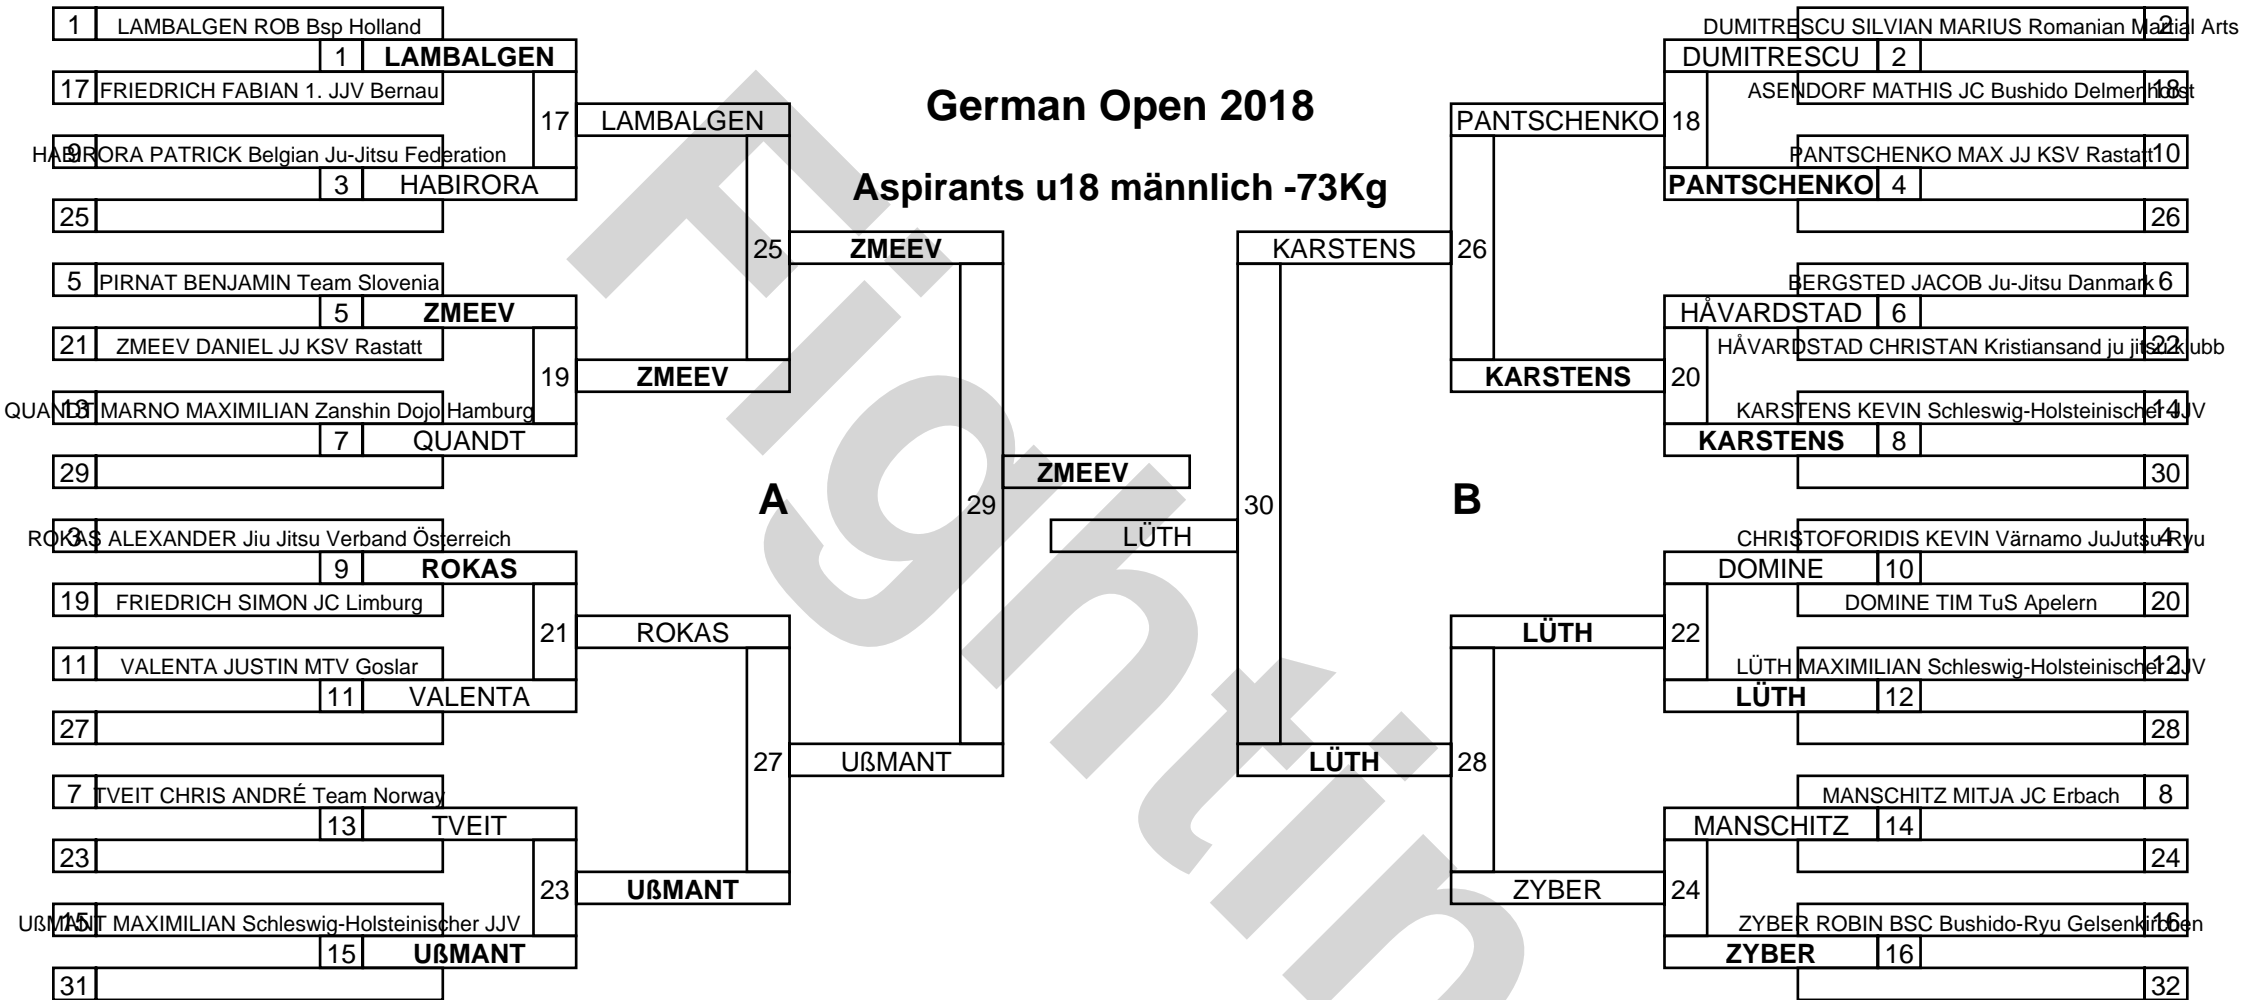 German Open 2018
Aspirants u18 männlich -73Kg
1 LAMBALGEN ROB Bsp Holland
1 LAMBALGEN
17 FRIEDRICH FABIAN 1. JJV Bernau
17 LAMBALGEN
9 HABIRORA PATRICK Belgian Ju-Jitsu Federation
3 HABIRORA
25
25 ZMEEV
5 PIRNAT BENJAMIN Team Slovenia
5 ZMEEV
21 ZMEEV DANIEL JJ KSV Rastatt
19 ZMEEV
13 QUANDT MARNO MAXIMILIAN Zanshin Dojo Hamburg
7 QUANDT
29
A
29 ZMEEV
3 ROKAS ALEXANDER Jiu Jitsu Verband Österreich
9 ROKAS
19 FRIEDRICH SIMON JC Limburg
21 ROKAS
11 VALENTA JUSTIN MTV Goslar
11 VALENTA
27
27 UßMANT
7 TVEIT CHRIS ANDRÉ Team Norway
13 TVEIT
23
23 UßMANT
15 UßMANT MAXIMILIAN Schleswig-Holsteinischer JJV
15 UßMANT
31
DUMITRESCU SILVIAN MARIUS Romanian Martial Arts 2
DUMITRESCU 2
ASENDORF MATHIS JC Bushido Delmenhorst 18
PANTSCHENKO 18
PANTSCHENKO MAX JJ KSV Rastatt 10
PANTSCHENKO 4
26
KARSTENS 26
BERGSTED JACOB Ju-Jitsu Danmark 6
HÅVARDSTAD 6
HÅVARDSTAD CHRISTAN Kristiansand ju jitsu klubb 22
KARSTENS 20
KARSTENS KEVIN Schleswig-Holsteinischer JJV 14
KARSTENS 8
30
B
LÜTH 30
CHRISTOFORIDIS KEVIN Värnamo JuJutsu Ryu 4
DOMINE 10
DOMINE TIM TuS Apelern 20
LÜTH 22
LÜTH MAXIMILIAN Schleswig-Holsteinischer JJV 12
LÜTH 12
28
LÜTH 28
MANSCHITZ MITJA JC Erbach 8
MANSCHITZ 14
24
ZYBER 24
ZYBER ROBIN BSC Bushido-Ryu Gelsenkirchen 16
ZYBER 16
32
Fightin